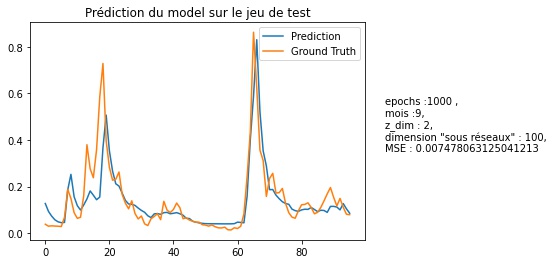 Prédiction du model sur le jeu de test
Prediction
Ground Truth
0.8
0.6
0.4
0.2
0.0
0
20
40
60
80
epochs :1000 ,
mois :9,
z_dim : 2,
dimension "sous réseaux" : 100,
MSE : 0.007478063125041213